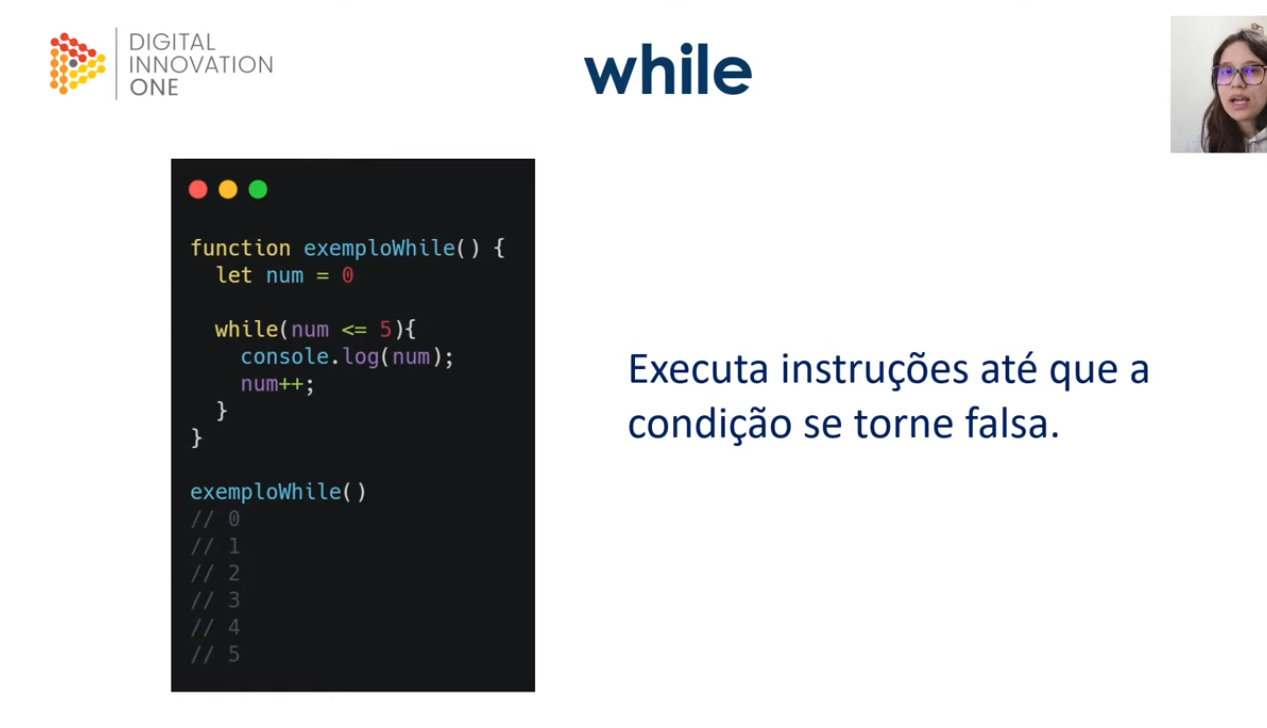 DIGITAL
INNOVATION
ONE
while
function exemploWhile() {
  let num = 0
  while(num <= 5){
    console.log(num);
    num++;
  }
}
exemploWhile()
// 0
// 1
// 2
// 3
// 4
// 5
Executa instruções até que a
condição se torne falsa.